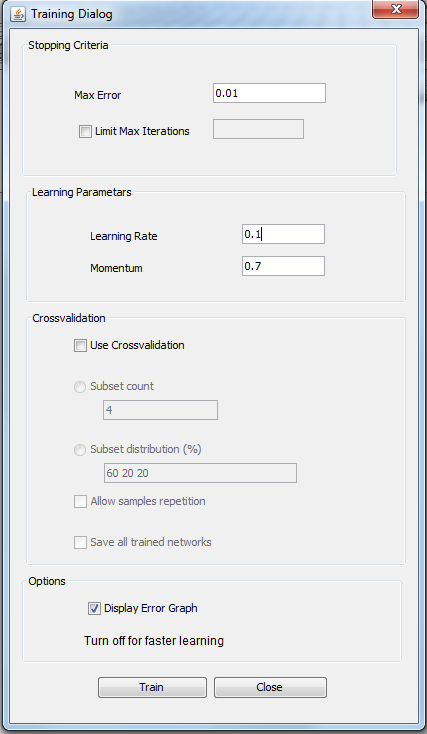 Training Dialog
Stopping Criteria
Max Error 0.01
Limit Max Iterations
Learning Parametars
Learning Rate 0.1
Momentum 0.7
Crossvalidation
Use Crossvalidation
Subset count
4
Subset distribution (%)
60 20 20
Allow samples repetition
Save all trained networks
Options
Display Error Graph
Turn off for faster learning
Train Close